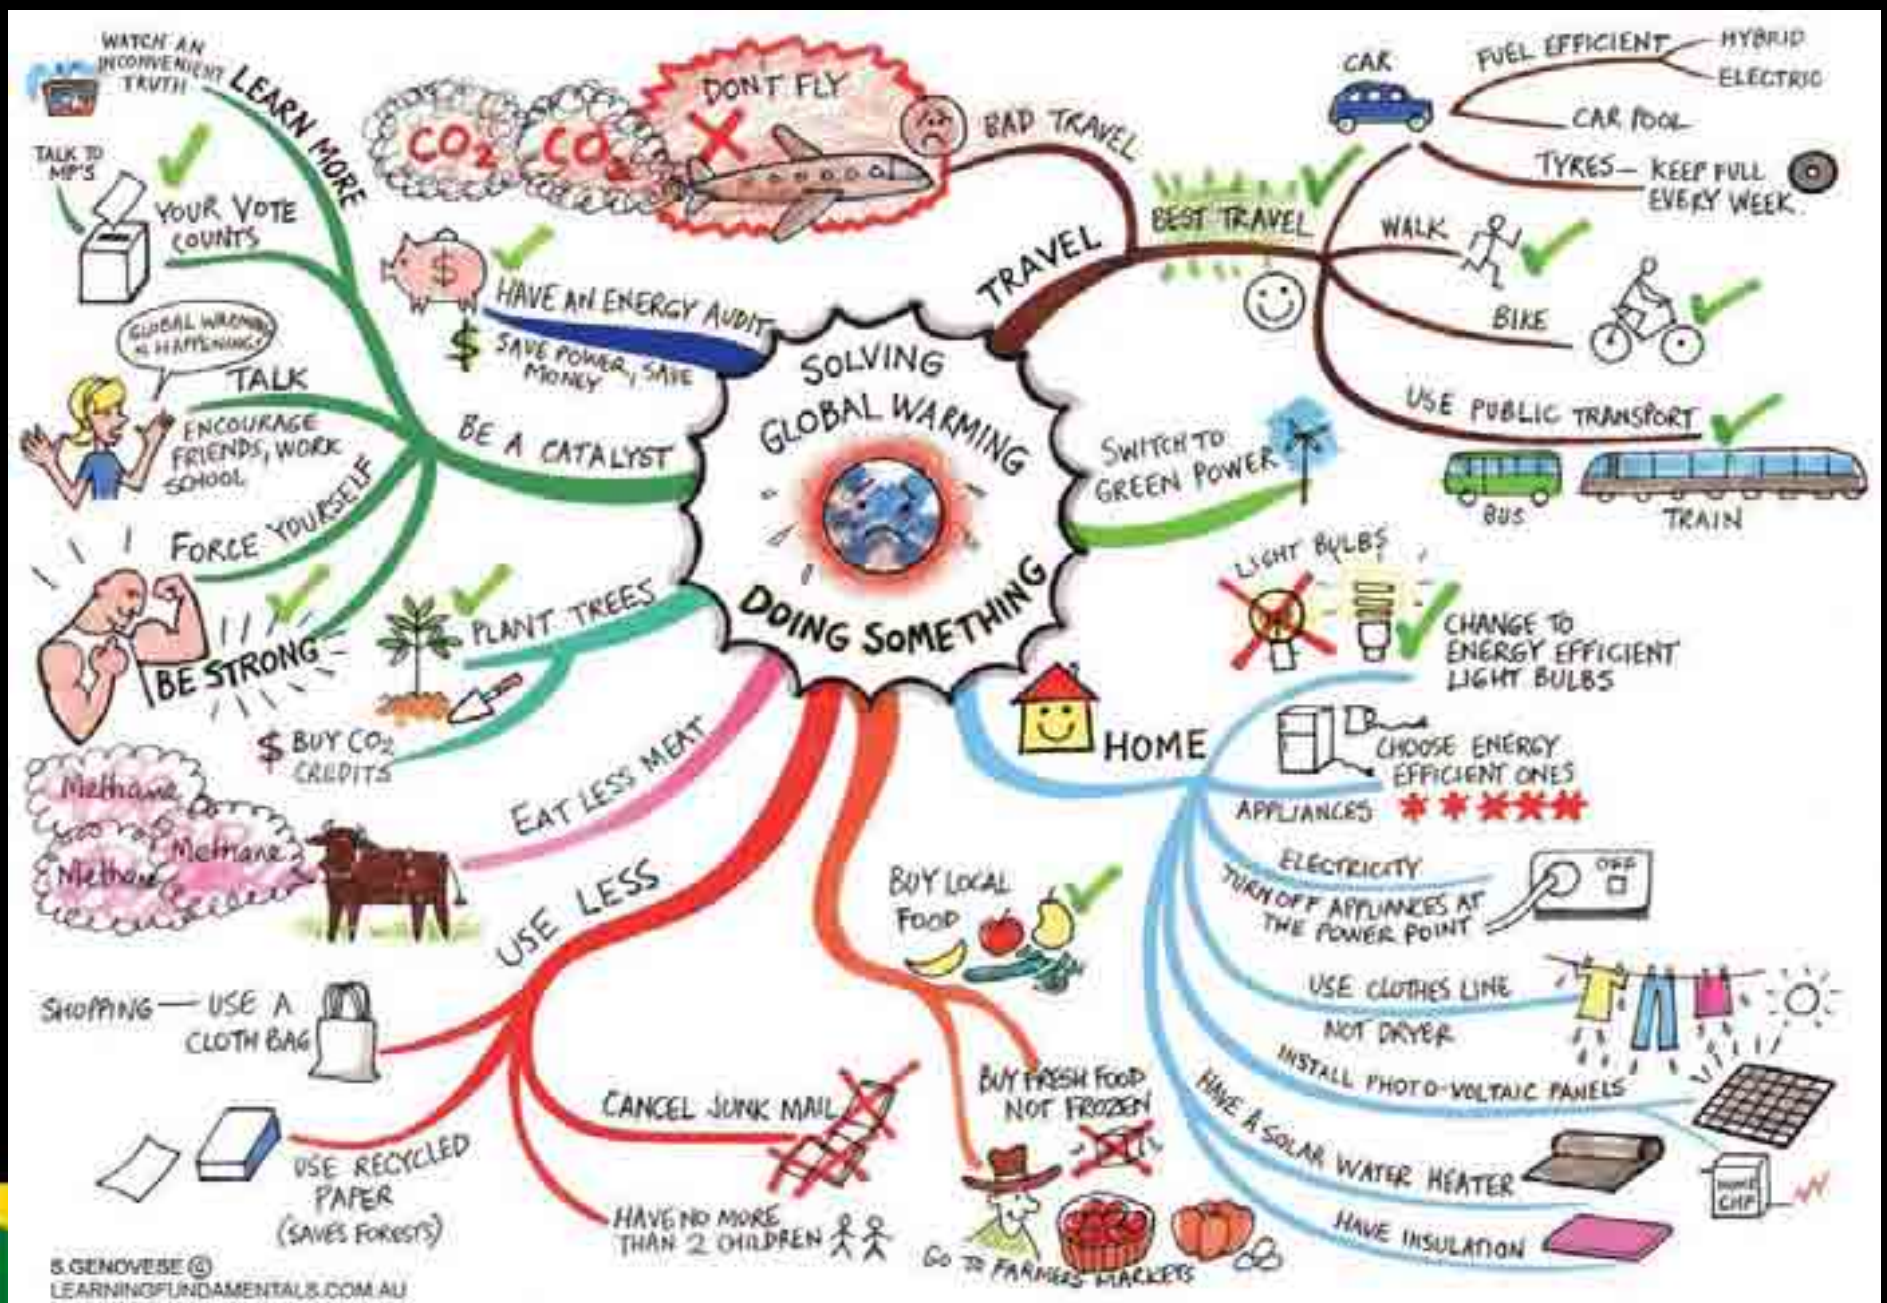 SOLVING
GLOBAL WARMING
DOING SOMETHING
TRAVEL
BAD TRAVEL
DONT FLY
CO2
CO2
BEST TRAVEL
CAR
FUEL EFFICIENT
HYBRID
ELECTRIC
CAR POOL
TYRES — KEEP FULL
EVERY WEEK
WALK
BIKE
USE PUBLIC TRANSPORT
BUS
TRAIN
SWITCH TO
GREEN POWER
HOME
LIGHT BULBS
CHANGE TO
ENERGY EFFICIENT
LIGHT BULBS
CHOOSE ENERGY
EFFICIENT ONES
APPLIANCES
ELECTRICITY
TURN OFF APPLIANCES AT
THE POWER POINT
OFF
USE CLOTHES LINE
NOT DRYER
INSTALL PHOTO-VOLTAIC PANELS
HOME
CHP
HAVE A SOLAR WATER HEATER
HAVE INSULATION
BUY LOCAL
FOOD
BUY FRESH FOOD
NOT FROZEN
GO TO FARMERS MARKETS
USE LESS
SHOPPING — USE A
CLOTH BAG
USE RECYCLED
PAPER
(SAVES FORESTS)
CANCEL JUNK MAIL
HAVE NO MORE
THAN 2 CHILDREN
EAT LESS MEAT
Methane
Methane
Methane
PLANT TREES
$ BUY CO2
CREDITS
BE A CATALYST
LEARN MORE
WATCH AN
INCONVENIENT
TRUTH
TALK TO
MP'S
YOUR VOTE
COUNTS
GLOBAL WARMING
IS HAPPENING!
TALK
ENCOURAGE
FRIENDS, WORK
SCHOOL
FORCE YOURSELF
BE STRONG
HAVE AN ENERGY AUDIT
$
$ SAVE POWER, SAVE
MONEY
S.GENOVESE ©
LEARNINGFUNDAMENTALS.COM.AU